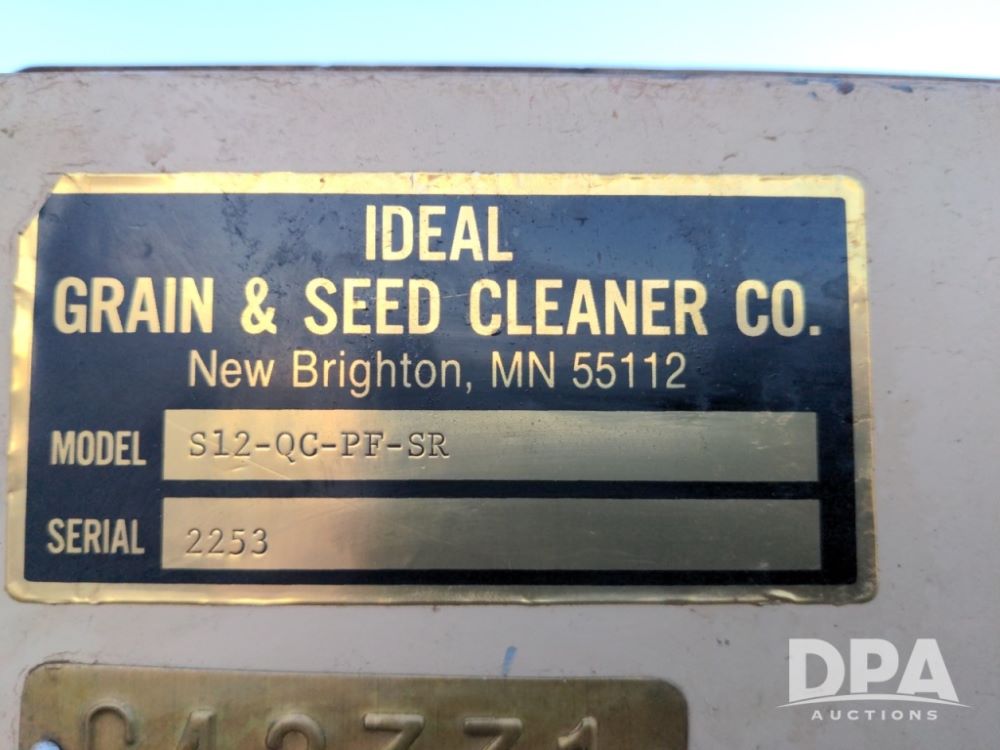 IDEAL
GRAIN & SEED CLEANER CO.
New Brighton, MN 55112
MODEL S12-QC-PF-SR
SERIAL 2253
DPA
AUCTIONS